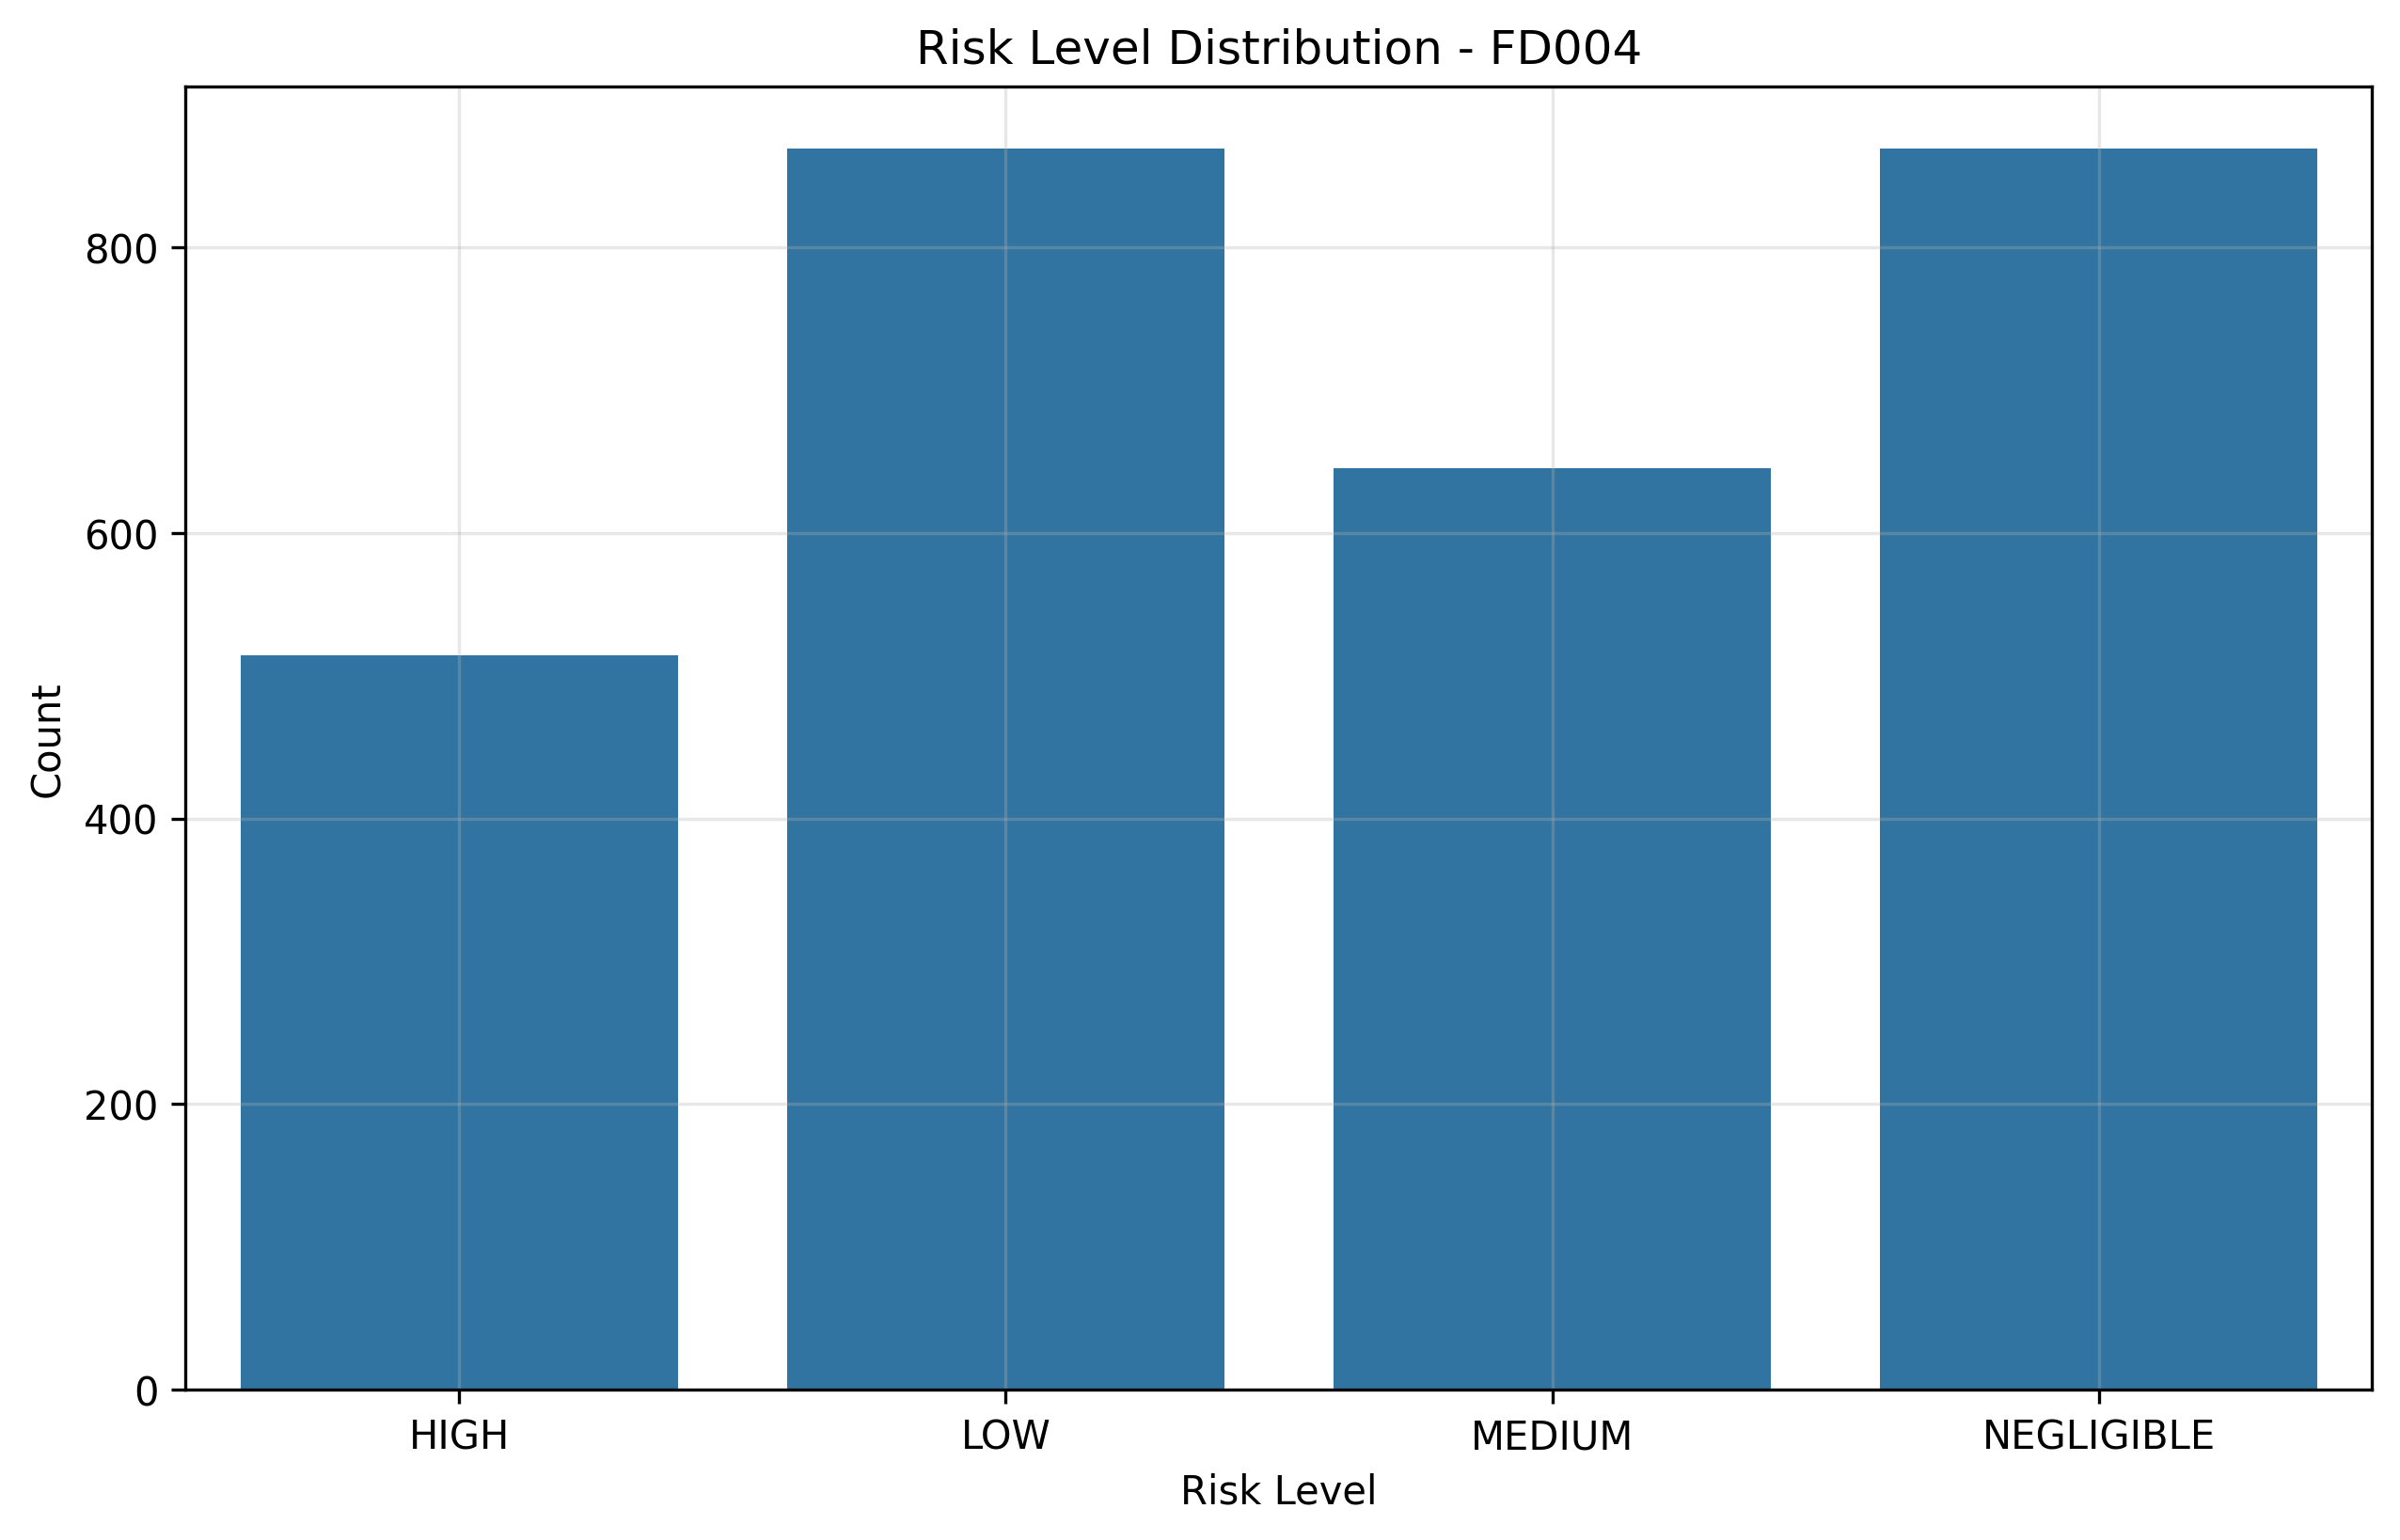 Risk Level Distribution - FD004
800
600
400
200
0
Count
HIGH LOW MEDIUM NEGLIGIBLE
Risk Level